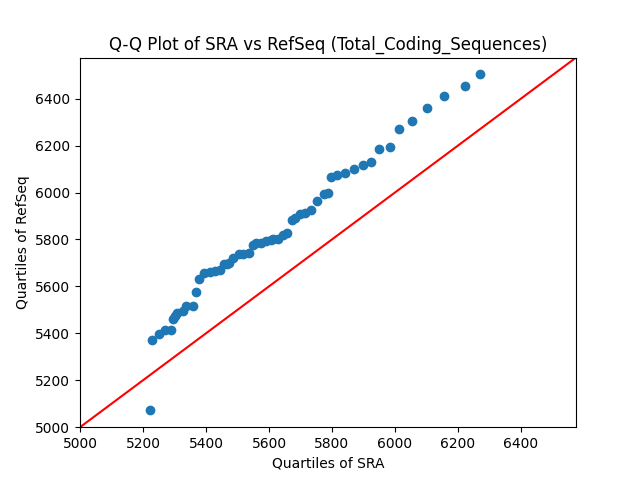 Q-Q Plot of SRA vs RefSeq (Total_Coding_Sequences)
Quartiles of RefSeq
6400
6200
6000
5800
5600
5400
5200
5000
5000 5200 5400 5600 5800 6000 6200 6400
Quartiles of SRA